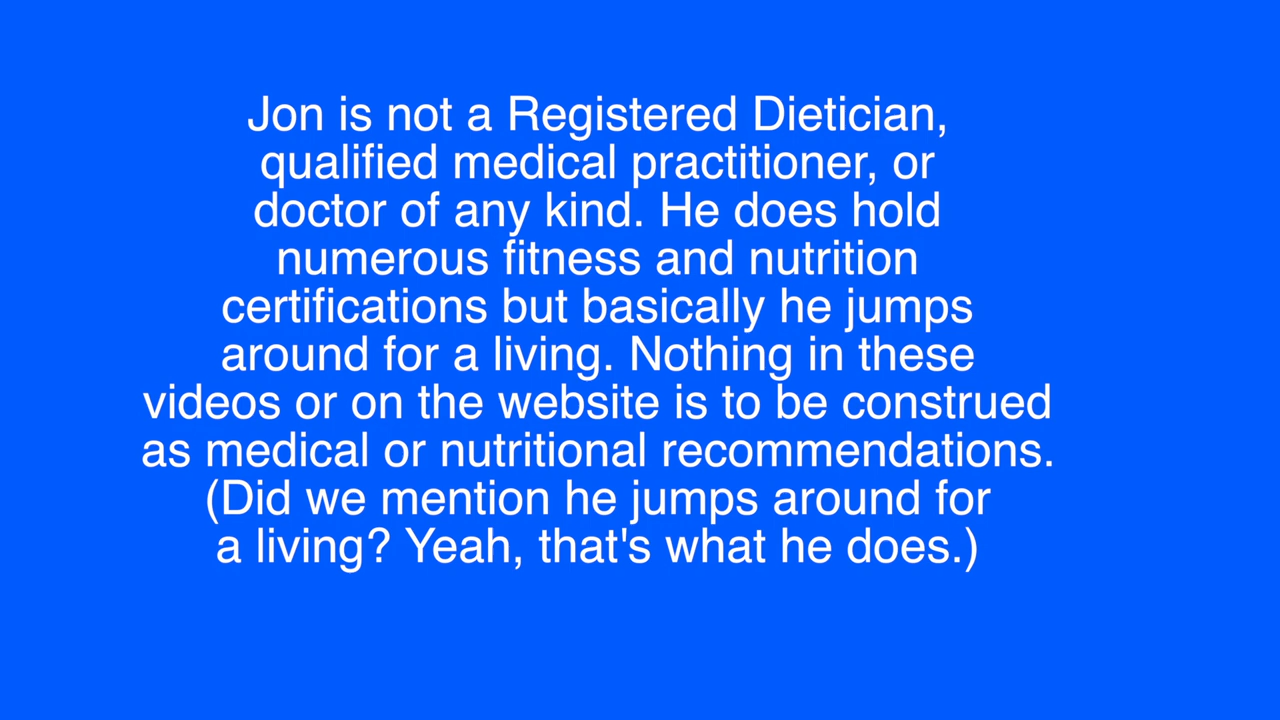 Jon is not a Registered Dietician,
qualified medical practitioner, or
doctor of any kind. He does hold
numerous fitness and nutrition
certifications but basically he jumps
around for a living. Nothing in these
videos or on the website is to be construed
as medical or nutritional recommendations.
(Did we mention he jumps around for
a living? Yeah, that's what he does.)